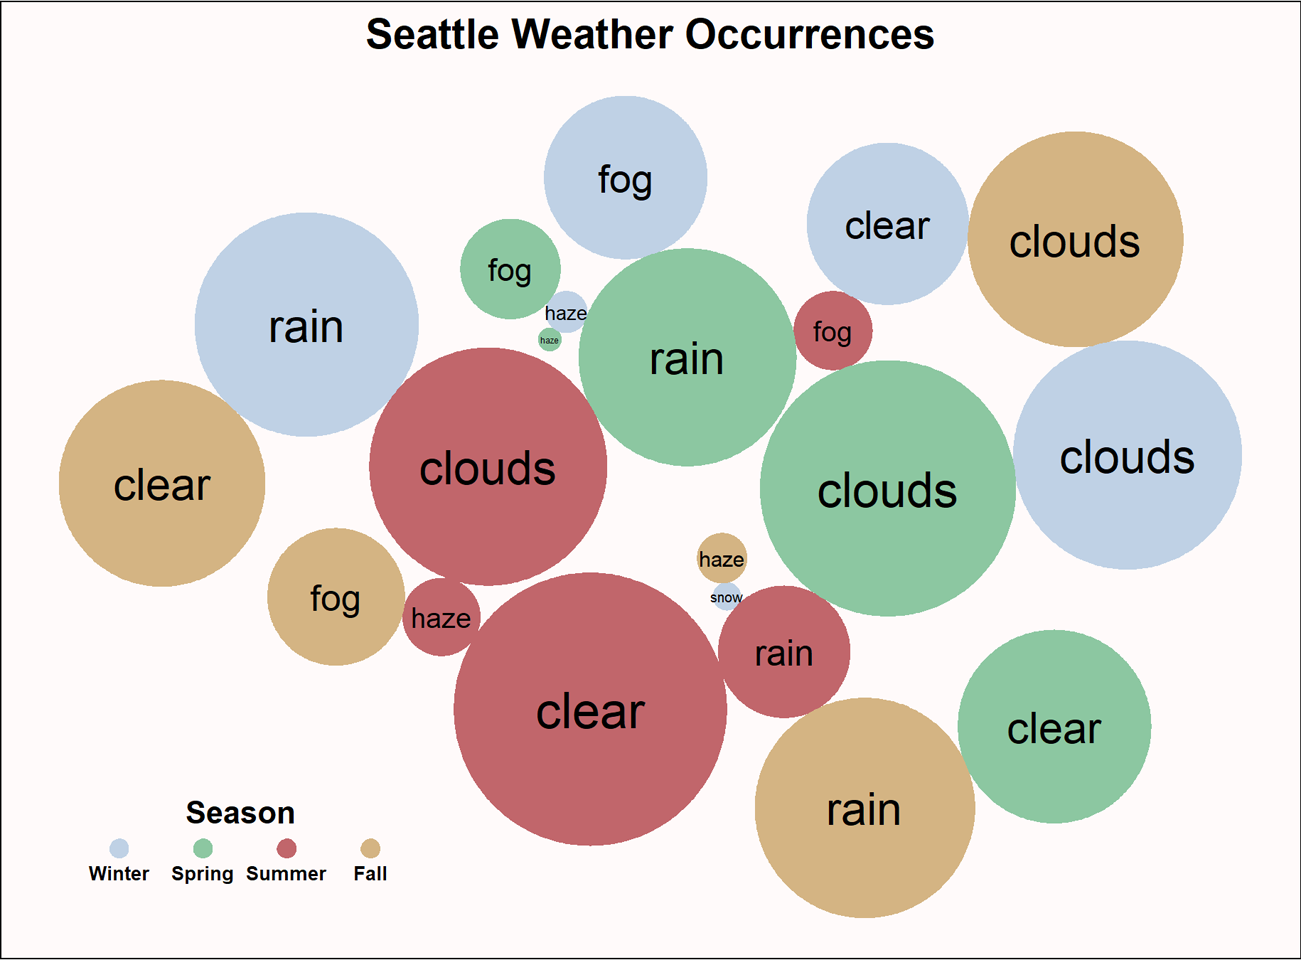 Seattle Weather Occurrences
fog
clear
clouds
fog
haze
rain
haze
rain
fog
clear
clouds
clouds
clouds
fog
haze
haze
snow
clear
rain
clear
rain
Season
Winter Spring Summer Fall